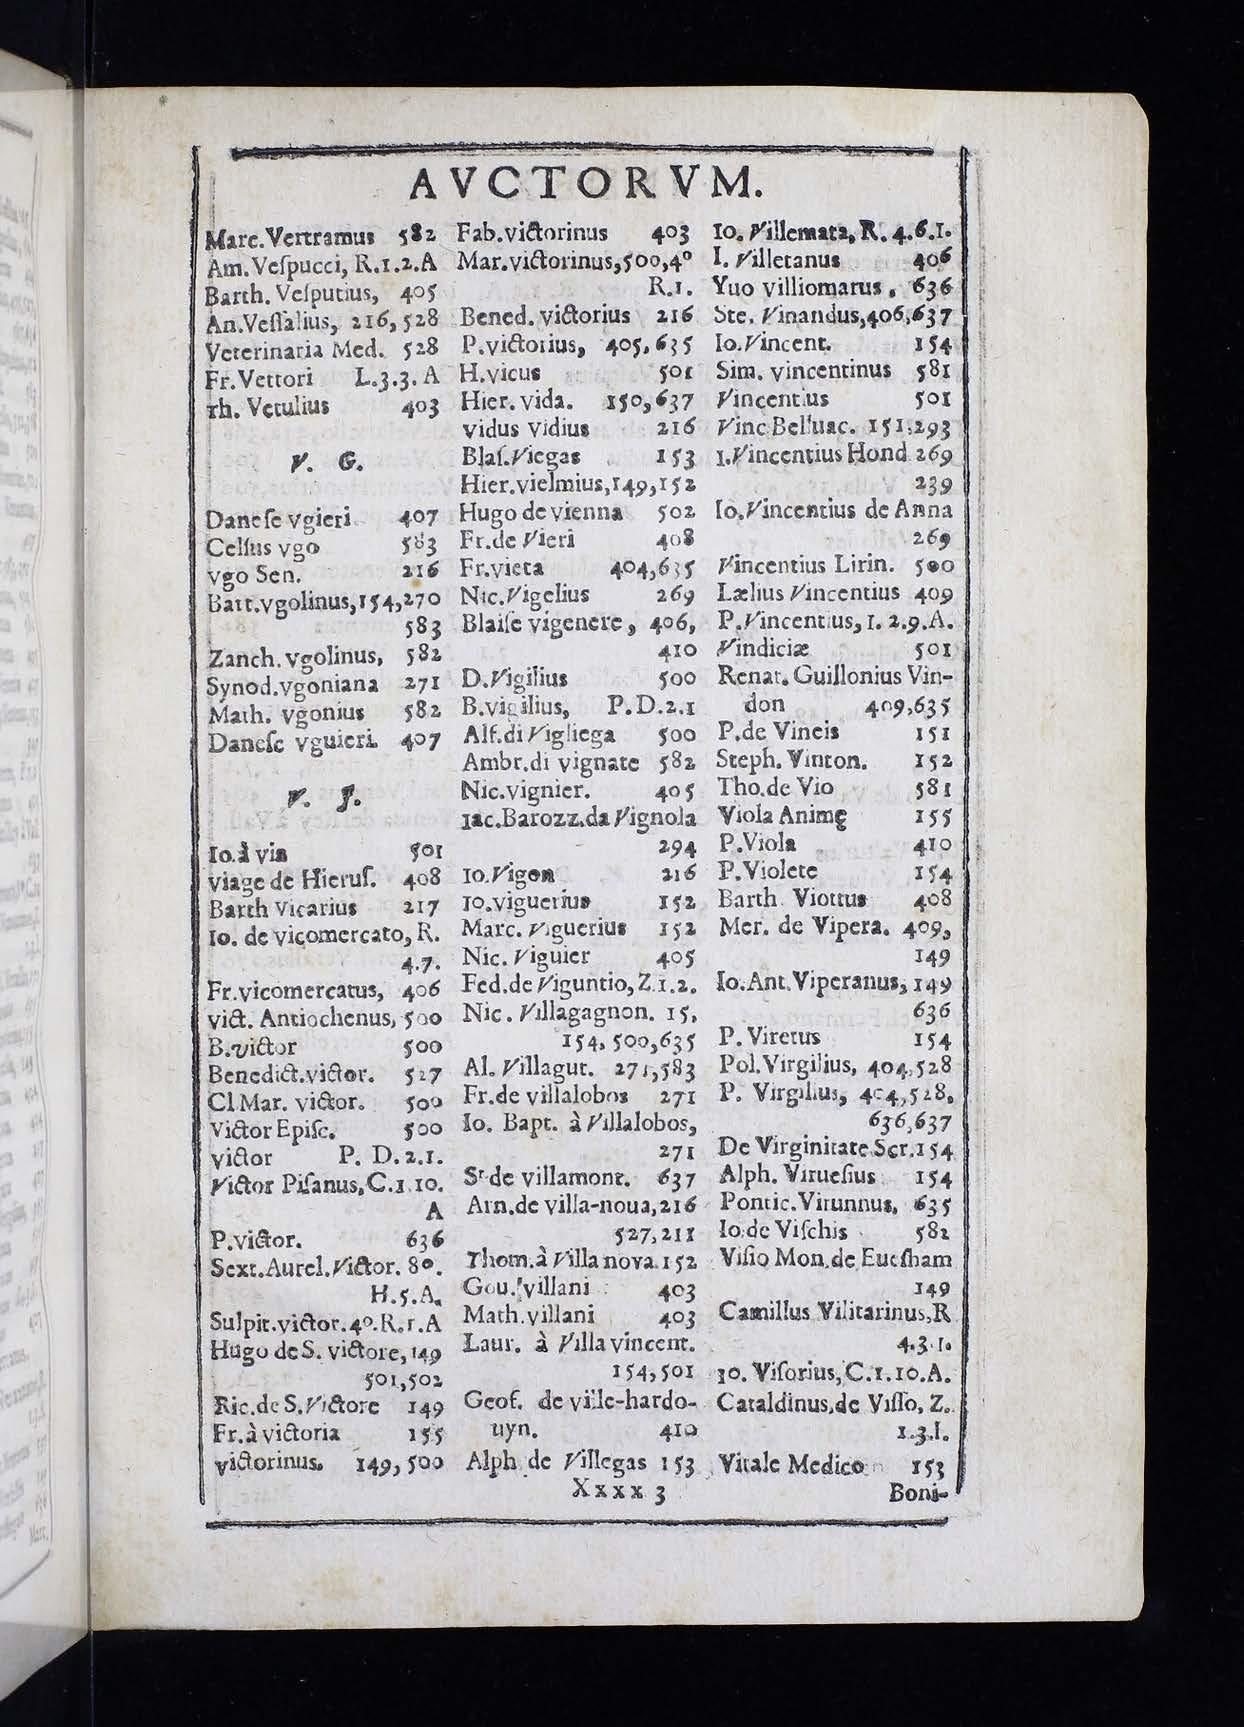 AVCTORVM.
Marc.Vertramus 582
Am.Veſpucci, R.1.2.A
Barth. Veſputius, 405
An.Veſſalius, 216,528
Veterinaria Med. 528
Fr.Vettori L.3.3.A
rh. Vetulius 403
V. G.
Daneſe vgieri 407
Celſus vgo 583
vgo Sen. 216
Batt.vgolinus,154,270
583
Zanch. vgolinus, 582
Synod.vgoniana 271
Math. vgonius 582
Daneſe vguieri. 407
V. J.
Io.à via 501
viage de Hieruſ. 408
Barth Vicarius 217
Io. de vicomercato, R.
4.7.
Fr.vicomercatus, 406
vict. Antiochenus, 500
B.victor 500
Benedict.victor. 527
Cl.Mar. victor. 500
Victor Epiſc. 500
victor P. D.2.1.
Victor Piſanus,C.1.10.
A
P.victor. 636
Sext.Aurel.Victor. 8º.
H.5.A.
Sulpit.victor.4º.R.1.A
Hugo de S. victore,149
501,502
Ric.de S.Victore 149
Fr.à victoria 155
victorinus. 149,500
Fab.victorinus 403
Mar.victorinus,500,4º
R.1.
Bened. victorius 216
P.victorius, 405,635
H.vicus 501
Hier. vida. 150,637
vidus vidius 216
Blaſ.Viegas 153
Hier.vielmius,149,152
Hugo de vienna 502
Fr.de Vieri 408
Fr.vieta 404,635
Nic.Vigelius 269
Blaiſe vigenere, 406,
410
D.Vigilius 500
B.vigilius, P.D.2.1
Alf.di Vigliega 500
Ambr.di vignate 582
Nic.vignier. 405
Iac.Barozz.da Vignola
294
Io.Vigon 216
Io.viguerius 152
Marc. Viguerius 152
Nic. Viguier 405
Fed.de Viguntio,Z.1.2.
Nic. Villagagnon. 15,
154,500,635
Al. Villagut. 271,583
Fr.de villalobos 271
Io. Bapt. à Villalobos,
271
Sr de villamont. 637
Arn.de villa-noua,216
527,211
Thom.à Villa nova.152
Gou. villani 403
Math.villani 403
Laur. à Villa vincent.
154,501
Geof. de ville-hardo-
uyn. 410
Alph de Villegas 153
Io. Villemata, R. 4.6.I.
I. Villetanus 406
Yuo villiomarus, 636
Ste. Vinandus,406,637
Io.Vincent. 154
Sim. vincentinus 581
Vincentius 501
Vinc.Belluac. 151,293
I.Vincentius Hond 269
239
Io.Vincentius de Anna
269
Vincentius Lirin. 500
Lælius Vincentius 409
P.Vincentius,I.2.9.A.
Vindiciæ 501
Renat. Guillonius Vin-
don 409,635
P.de Vineis 151
Steph. Vinton. 152
Tho.de Vio 581
Viola Animę 155
P.Viola 410
P.Violete 154
Barth Viottus 408
Mer. de Vipera. 409,
149
Io.Ant.Viperanus,149
636
P. Viretus 154
Pol.Virgilius, 404,528
P. Virgilius, 404,528.
636,637
De Virginitate Scr.154
Alph. Virueſius 154
Pontic.Virunnus, 635
Io.de Viſchis 582
Viſio Mon.de Eueſham
149
Camillus Vilitarinus,R
4.3.I.
Io. Viſorius,C.1.10.A.
Cataldinus,de Viſſo, Z.
1.3.I.
Vitale Medico 153
Xxxx 3
Boni-